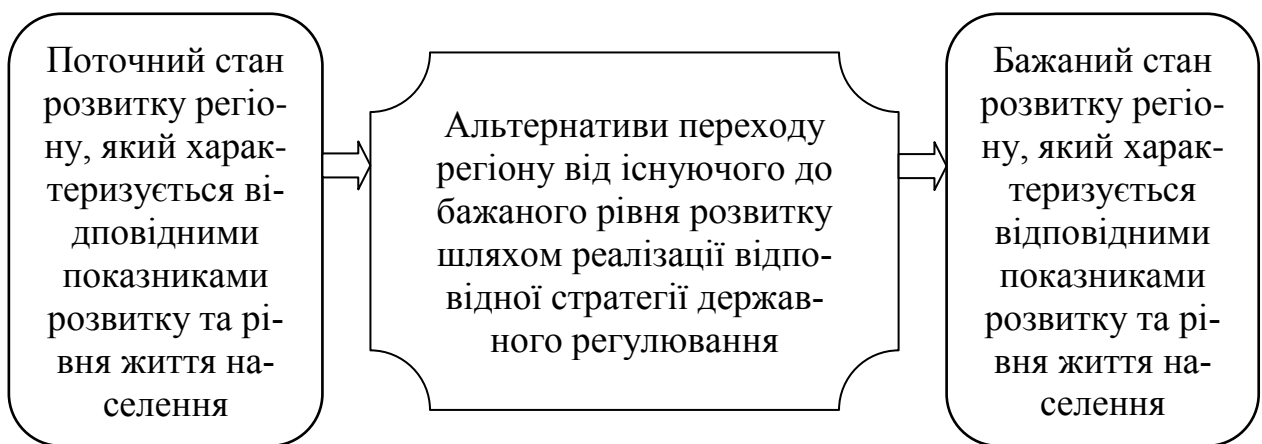 Поточний стан
розвитку регіо-
ну, який харак-
теризується ві-
дповідними
показниками
розвитку та рі-
вня життя на-
селення
Альтернативи переходу
регіону від існуючого до
бажаного рівня розвитку
шляхом реалізації відпо-
відної стратегії держав-
ного регулювання
Бажаний стан
розвитку регіо-
ну, який харак-
теризується
відповідними
показниками
розвитку та рі-
вня життя на-
селення